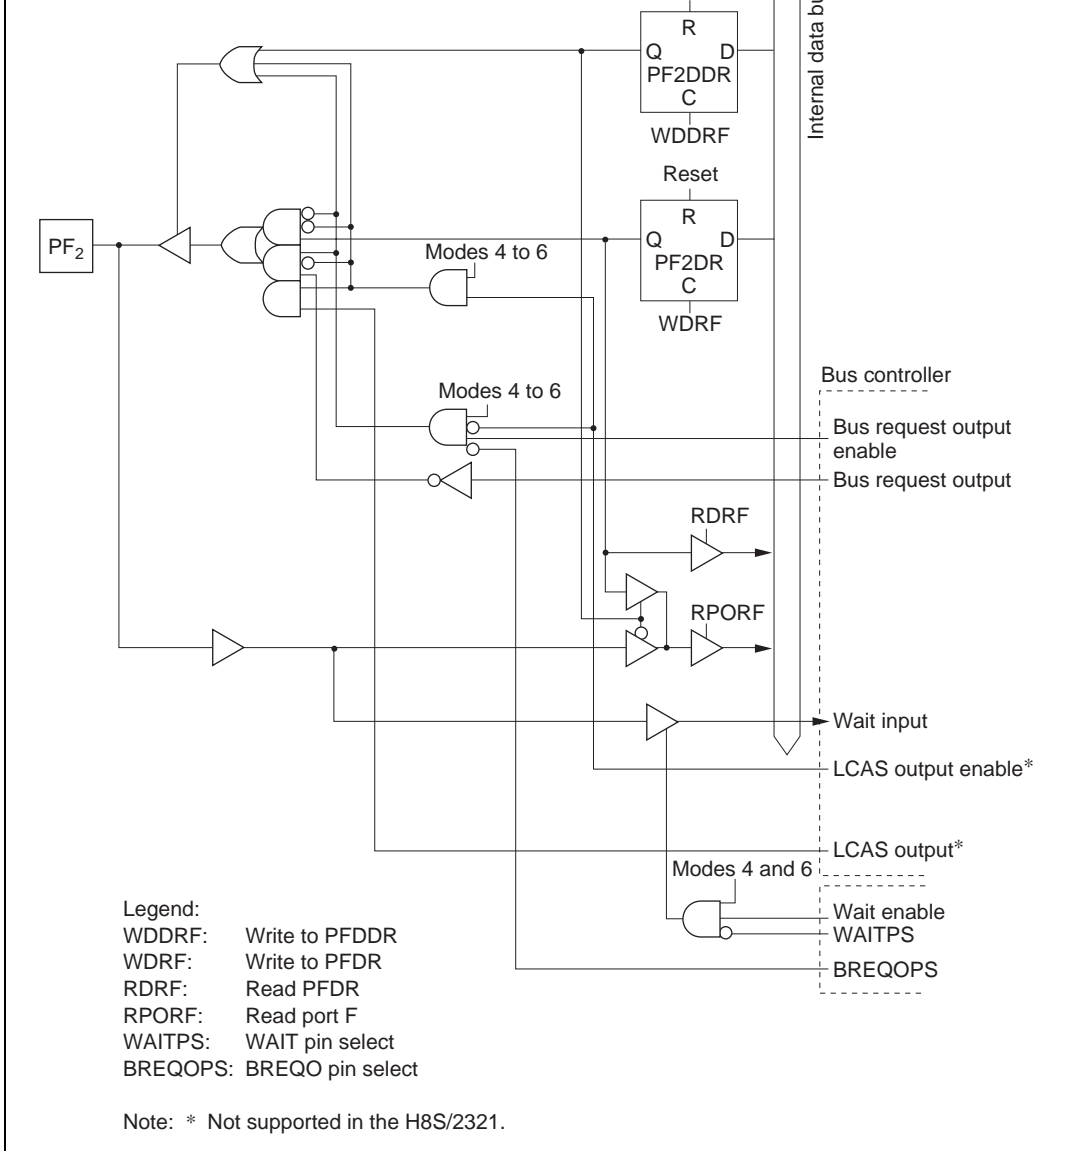 R
Q D
PF2DDR
C
WDDRF
Internal data
Reset
R
Q D
PF2DR
C
WDRF
PF2
Modes 4 to 6
Modes 4 to 6
Bus controller
Bus request output
enable
Bus request output
RDRF
RPORF
Wait input
LCAS output enable*
LCAS output*
Modes 4 and 6
Wait enable
WAITPS
BREQOPS
Legend:
WDDRF: Write to PFDDR
WDRF: Write to PFDR
RDRF: Read PFDR
RPORF: Read port F
WAITPS: WAIT pin select
BREQOPS: BREQO pin select
Note: * Not supported in the H8S/2321.